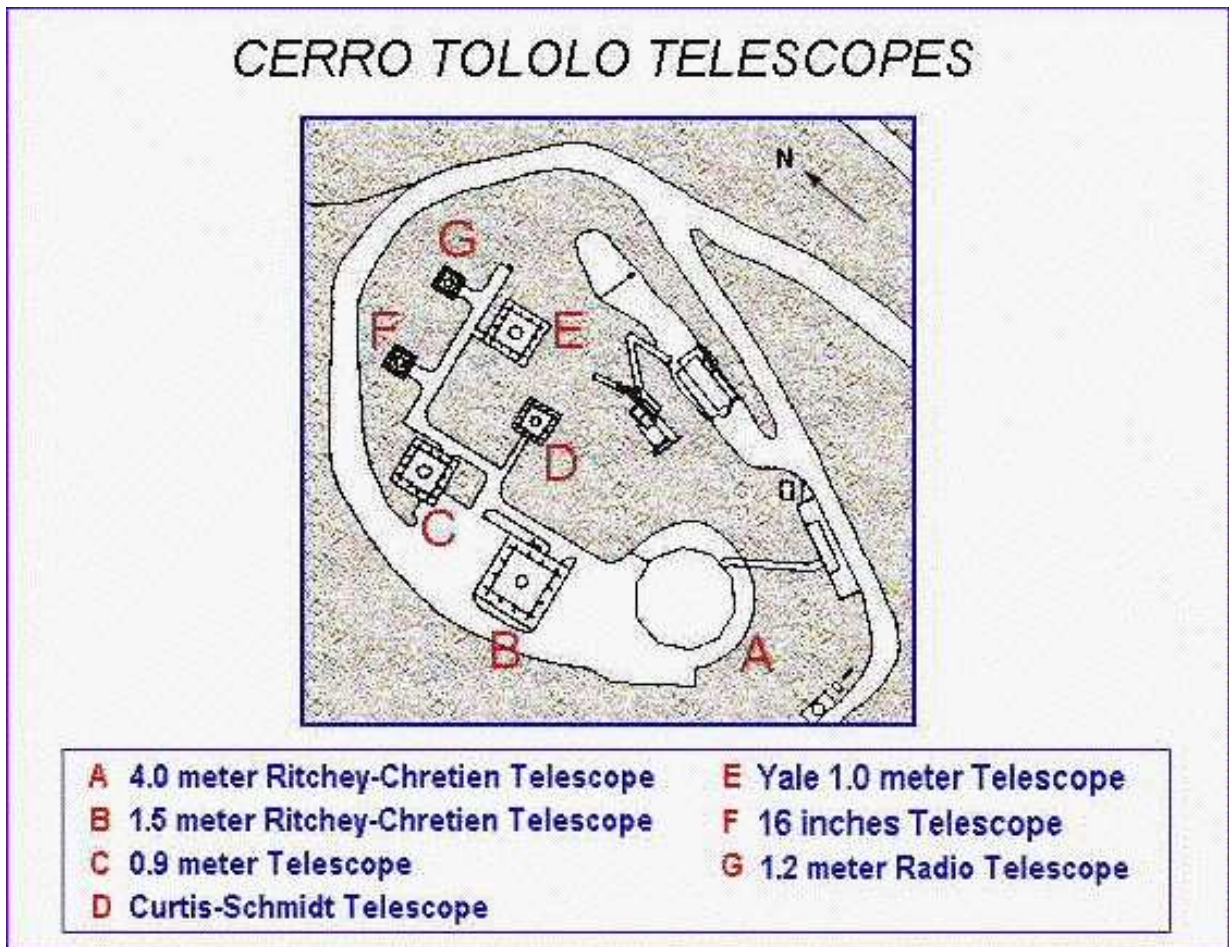 CERRO TOLOLO TELESCOPES
N
G
F
E
D
C
B
A
A 4.0 meter Ritchey-Chretien Telescope
B 1.5 meter Ritchey-Chretien Telescope
C 0.9 meter Telescope
D Curtis-Schmidt Telescope
E Yale 1.0 meter Telescope
F 16 inches Telescope
G 1.2 meter Radio Telescope